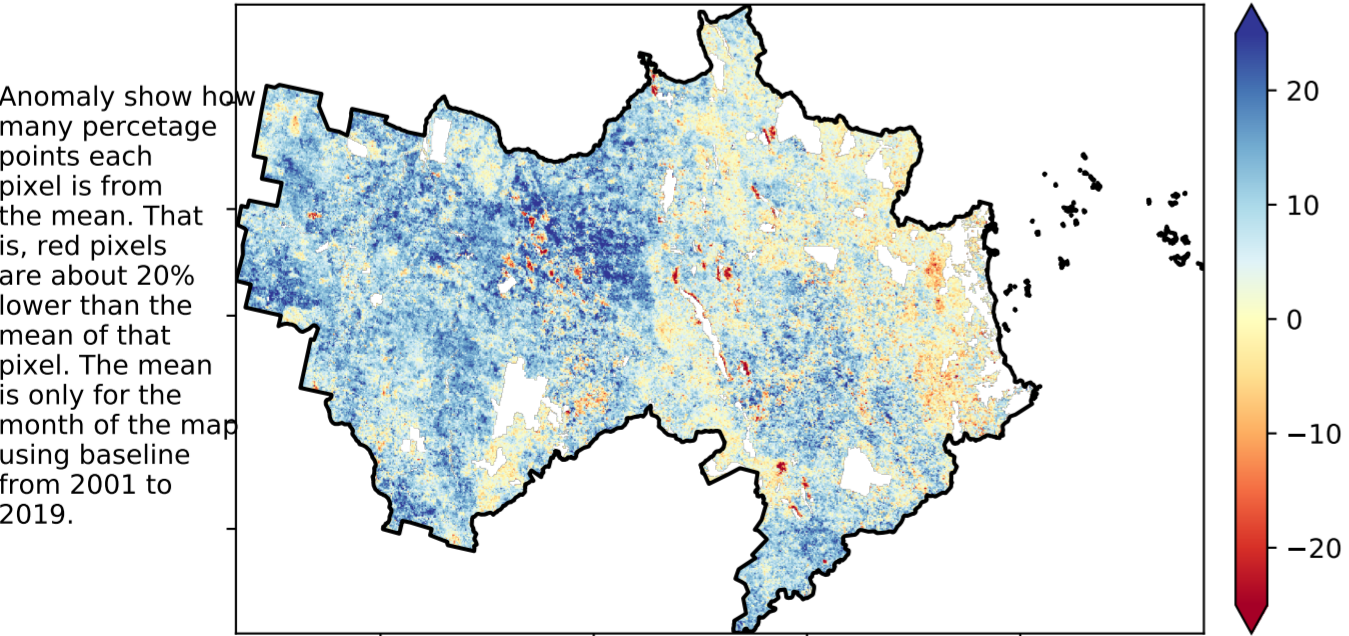 Anomaly show how
many percetage
points each
pixel is from
the mean. That
is, red pixels
are about 20%
lower than the
mean of that
pixel. The mean
is only for the
month of the map
using baseline
from 2001 to
2019.
20
10
0
−10
−20